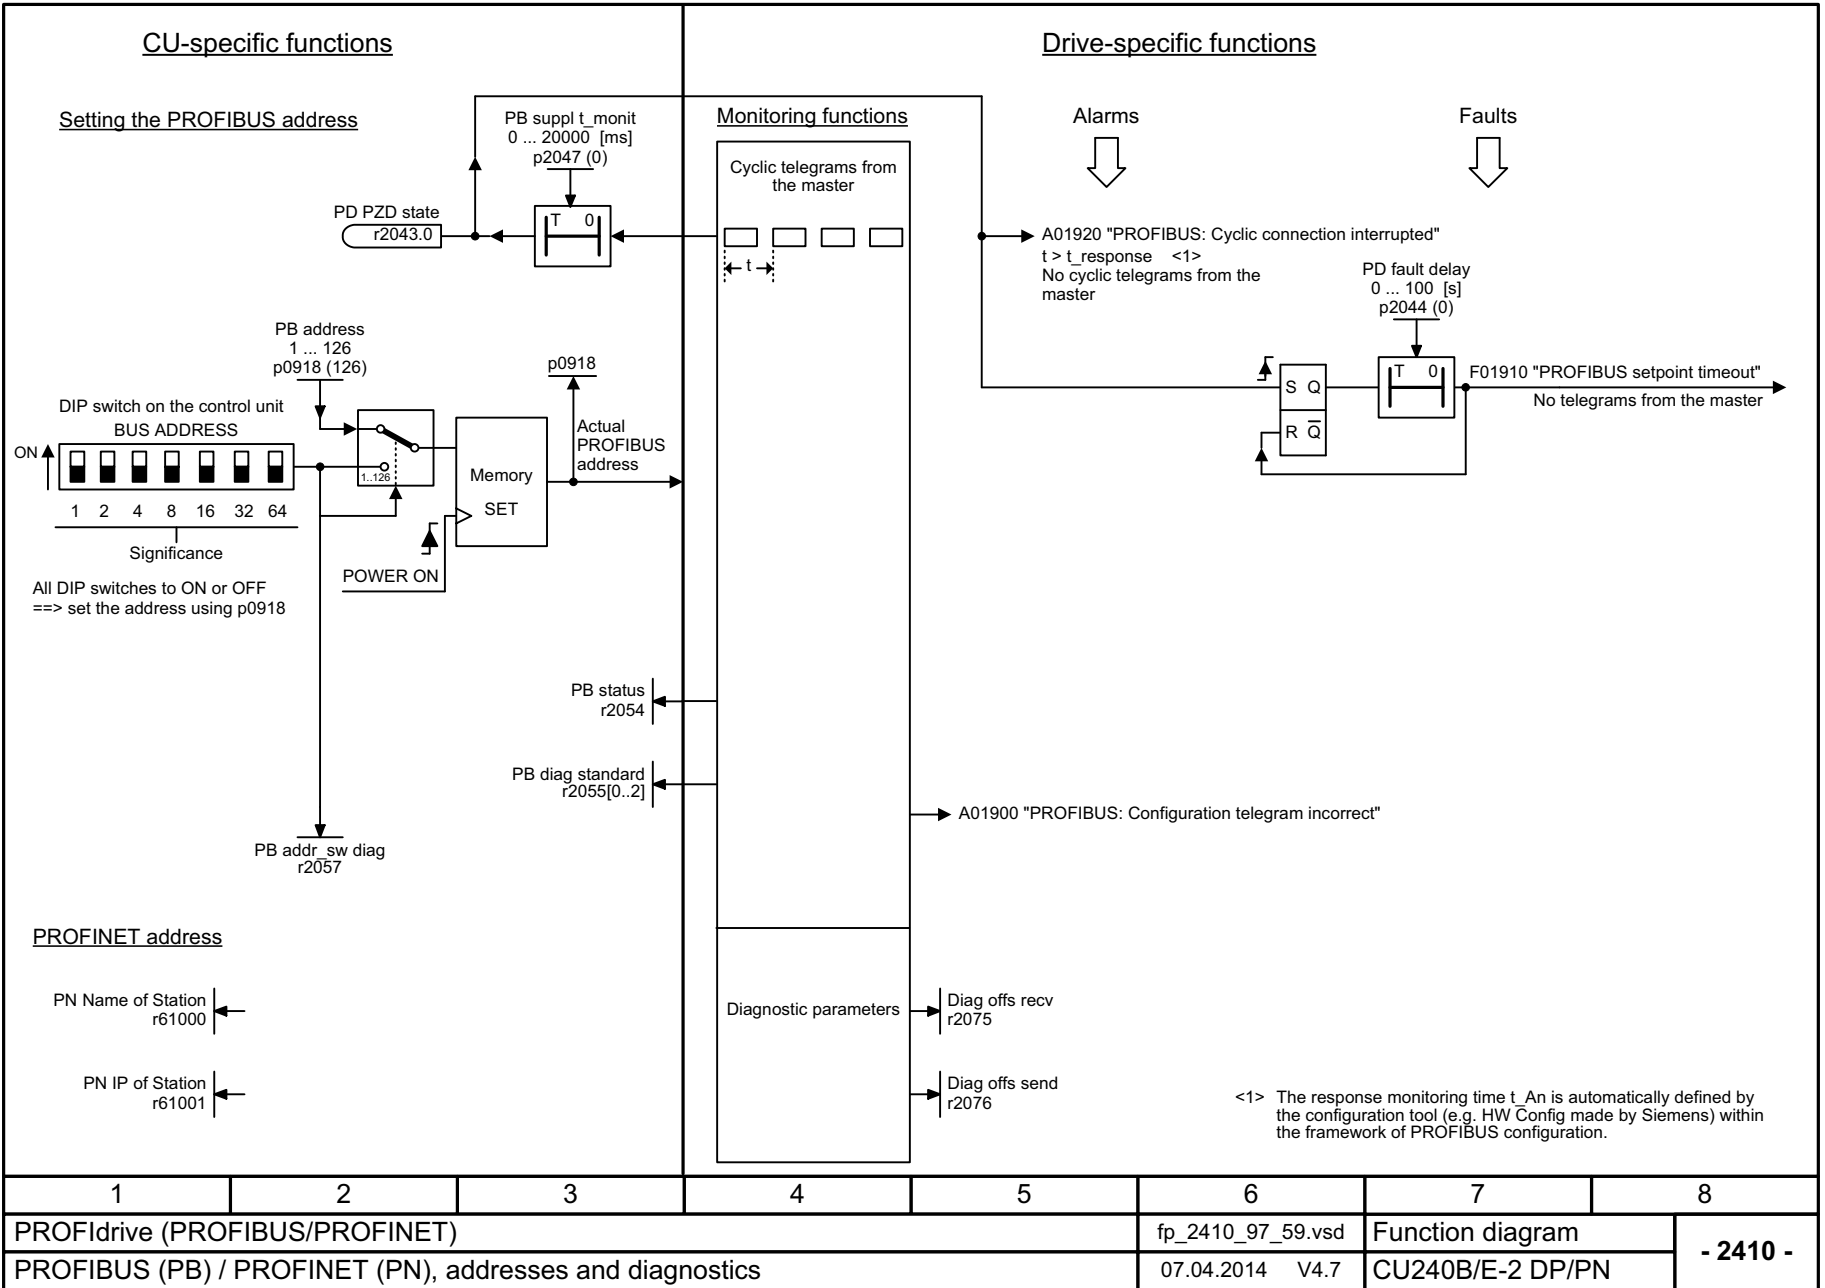 CU-specific functions
Drive-specific functions
Setting the PROFIBUS address
PB suppl t_monit
0 ... 20000 [ms]
p2047 (0)
Monitoring functions
Alarms
Faults
Cyclic telegrams from
the master
PD PZD state
r2043.0
T 0
t
A01920 "PROFIBUS: Cyclic connection interrupted"
t > t_response <1>
No cyclic telegrams from the
master
PD fault delay
0 ... 100 [s]
p2044 (0)
PB address
1 ... 126
p0918 (126)
p0918
S Q
R Q̅
T 0
F01910 "PROFIBUS setpoint timeout"
No telegrams from the master
DIP switch on the control unit
BUS ADDRESS
ON
1..126
Actual
PROFIBUS
address
Memory
SET
1 2 4 8 16 32 64
Significance
POWER ON
All DIP switches to ON or OFF
==> set the address using p0918
PB status
r2054
PB diag standard
r2055[0..2]
A01900 "PROFIBUS: Configuration telegram incorrect"
PB addr_sw diag
r2057
PROFINET address
PN Name of Station
r61000
Diagnostic parameters
Diag offs recv
r2075
PN IP of Station
r61001
Diag offs send
r2076
<1> The response monitoring time t_An is automatically defined by
the configuration tool (e.g. HW Config made by Siemens) within
the framework of PROFIBUS configuration.
1 2 3 4 5 6 7 8
PROFIdrive (PROFIBUS/PROFINET)
fp_2410_97_59.vsd
Function diagram
- 2410 -
PROFIBUS (PB) / PROFINET (PN), addresses and diagnostics
07.04.2014 V4.7
CU240B/E-2 DP/PN